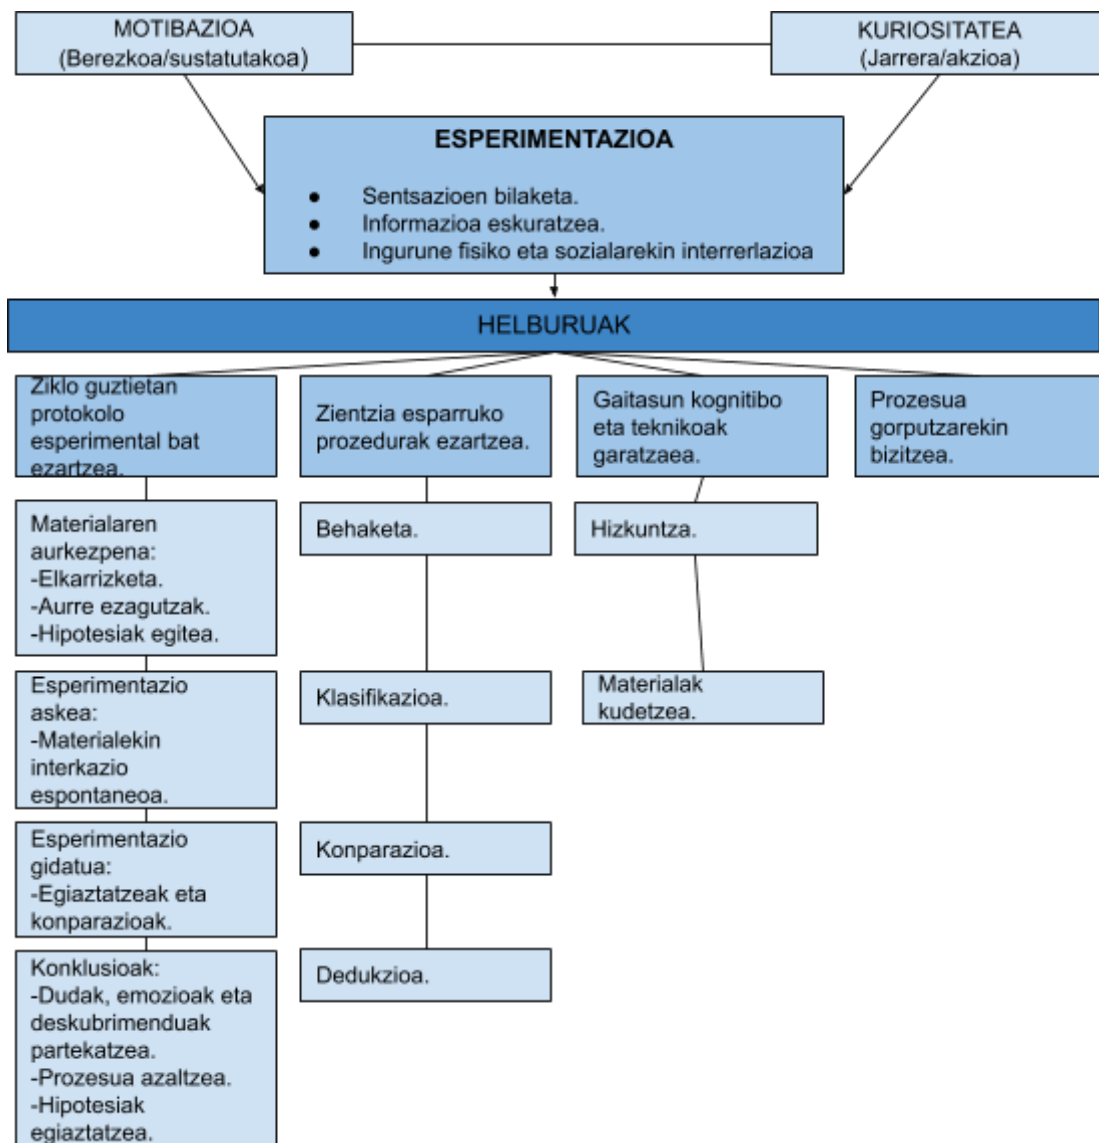 MOTIBAZIOA
(Berezkoa/sustatutakoa)
KURIOSITATEA
(Jarrera/akzioa)
ESPERIMENTAZIOA
● Sentsazioen bilaketa.
● Informazioa eskuratzea.
● Ingurune fisiko eta sozialarekin interrerlazioa
HELBURUAK
Ziklo guztietan
protokolo
esperimental bat
ezartzea.
Zientzia esparruko
prozedurak ezartzea.
Gaitasun kognitibo
eta teknikoak
garatzaea.
Prozesua
gorputzarekin
bizitzea.
Materialaren
aurkezpena:
-Elkarrizketa.
-Aurre ezagutzak.
-Hipotesiak egitea.
Behaketa.
Hizkuntza.
Esperimentazio
askea:
-Materialekin
interkazio
espontaneoa.
Klasifikazioa.
Materialak
kudetzea.
Esperimentazio
gidatua:
-Egiaztatzeak eta
konparazioak.
Konparazioa.
Konklusioak:
-Dudak, emozioak eta
deskubrimenduak
partekatzea.
-Prozesua azaltzea.
-Hipotesiak
egiaztatzea.
Dedukzioa.